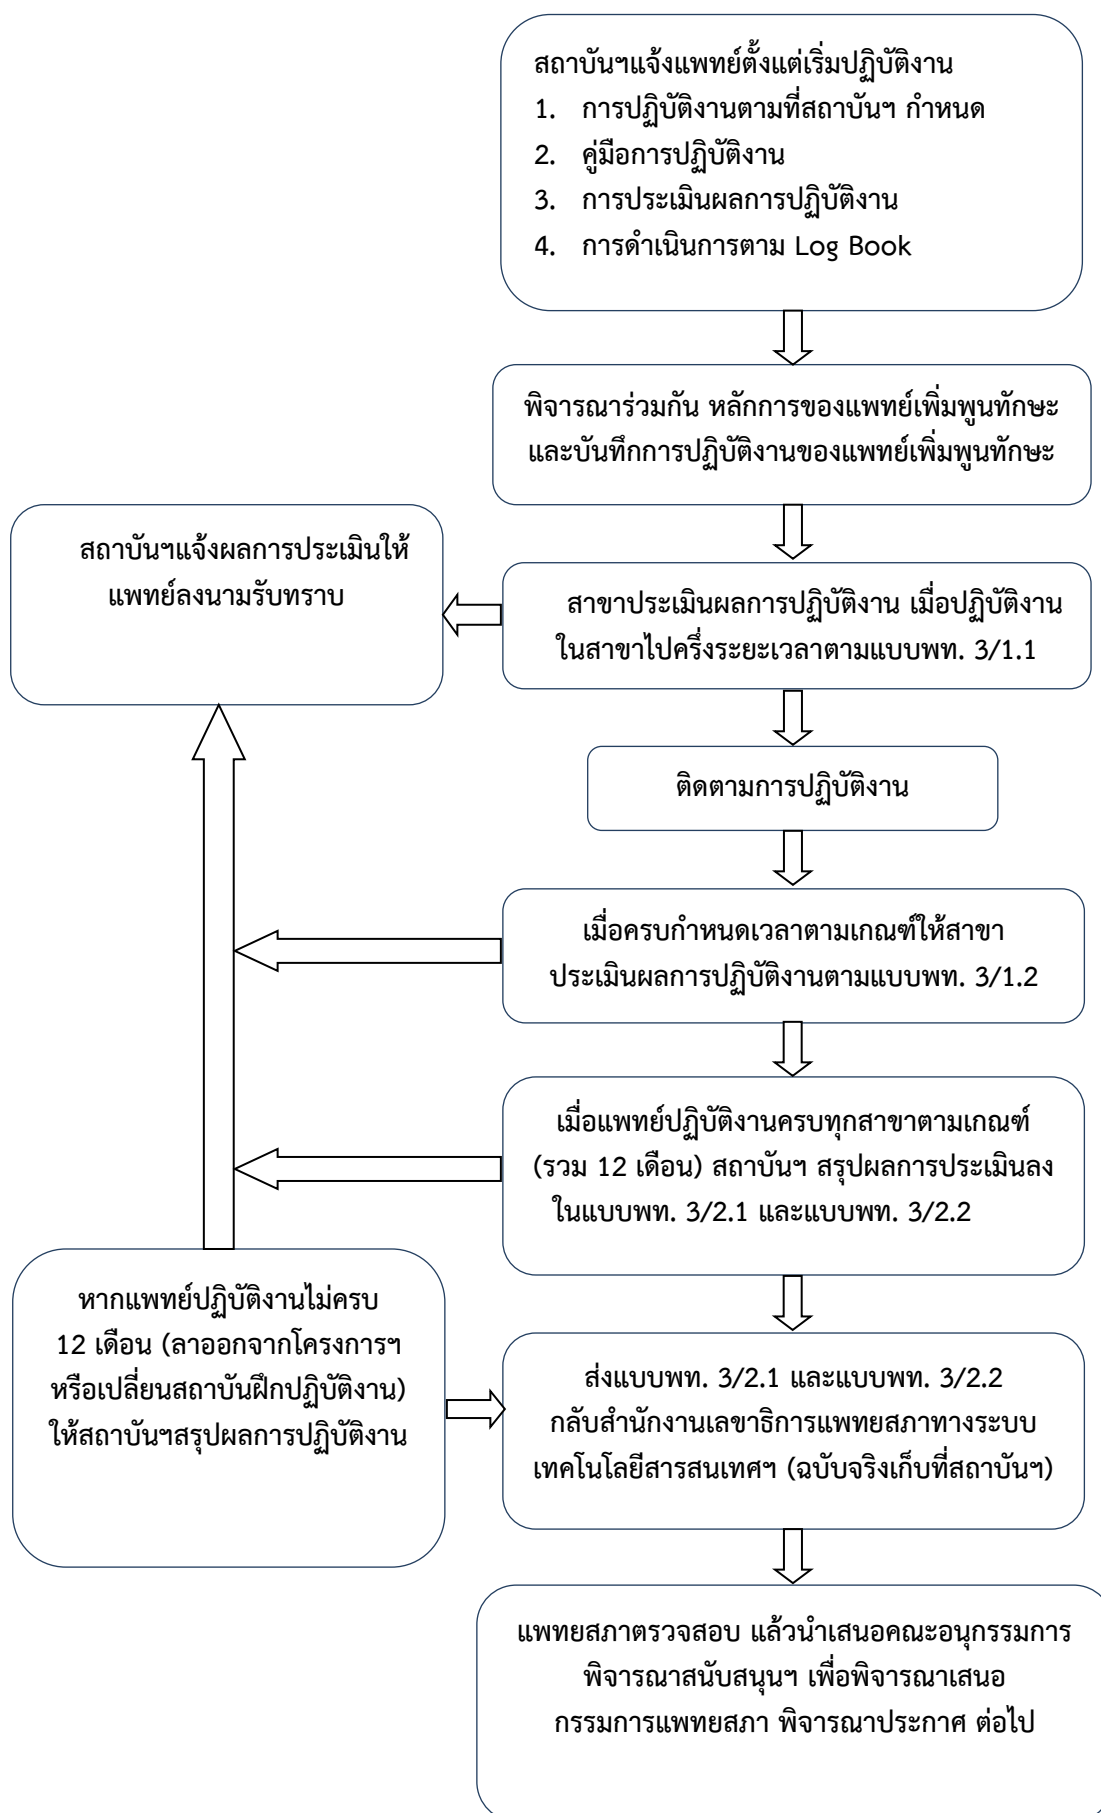 สถาบันฯแจ้งแพทย์ตั้งแต่เริ่มปฏิบัติงาน
1. การปฏิบัติงานตามที่สถาบันฯ กำหนด
2. คู่มือการปฏิบัติงาน
3. การประเมินผลการปฏิบัติงาน
4. การดำเนินการตาม Log Book
พิจารณาร่วมกัน หลักการของแพทย์เพิ่มพูนทักษะ
และบันทึกการปฏิบัติงานของแพทย์เพิ่มพูนทักษะ
สถาบันฯแจ้งผลการประเมินให้
แพทย์ลงนามรับทราบ
สาขาประเมินผลการปฏิบัติงาน เมื่อปฏิบัติงาน
ในสาขาไปครึ่งระยะเวลาตามแบบพท. 3/1.1
ติดตามการปฏิบัติงาน
เมื่อครบกำหนดเวลาตามเกณฑ์ให้สาขา
ประเมินผลการปฏิบัติงานตามแบบพท. 3/1.2
เมื่อแพทย์ปฏิบัติงานครบทุกสาขาตามเกณฑ์
(รวม 12 เดือน) สถาบันฯ สรุปผลการประเมินลง
ในแบบพท. 3/2.1 และแบบพท. 3/2.2
หากแพทย์ปฏิบัติงานไม่ครบ
12 เดือน (ลาออกจากโครงการฯ
หรือเปลี่ยนสถาบันฝึกปฏิบัติงาน)
ให้สถาบันฯสรุปผลการปฏิบัติงาน
ส่งแบบพท. 3/2.1 และแบบพท. 3/2.2
กลับสำนักงานเลขาธิการแพทยสภาทางระบบ
เทคโนโลยีสารสนเทศฯ (ฉบับจริงเก็บที่สถาบันฯ)
แพทยสภาตรวจสอบ แล้วนำเสนอคณะอนุกรรมการ
พิจารณาสนับสนุนฯ เพื่อพิจารณาเสนอ
กรรมการแพทยสภา พิจารณาประกาศ ต่อไป